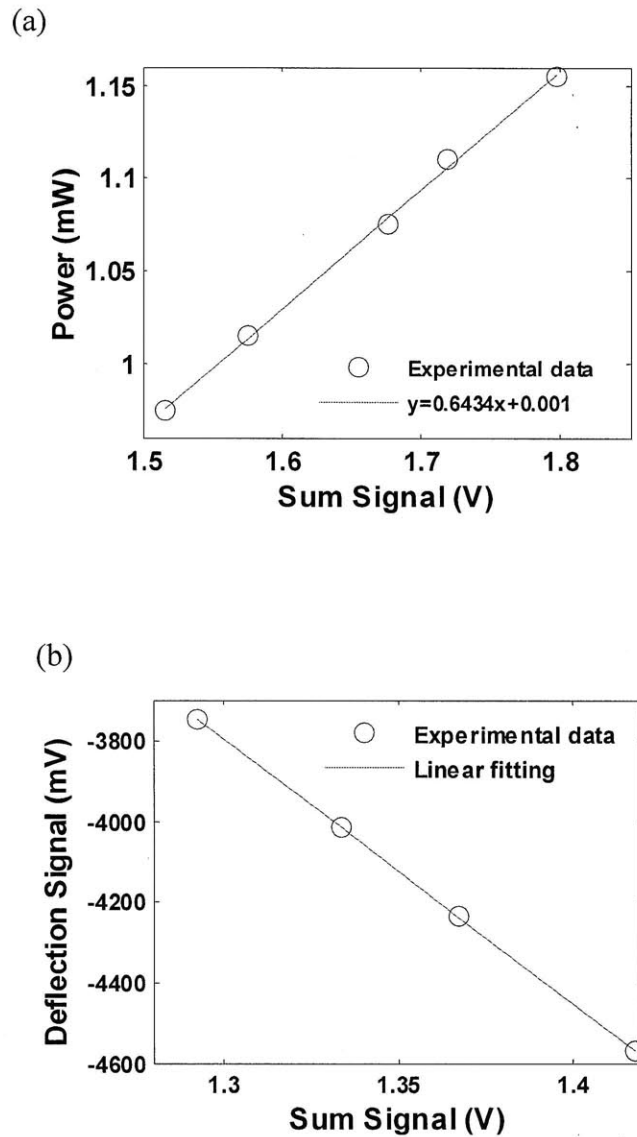 (a)
1.15
1.1
1.05
1
Power (mW)
Experimental data
y=0.6434x+0.001
1.5 1.6 1.7 1.8
Sum Signal (V)
(b)
-3800
-4000
-4200
-4400
-4600
Deflection Signal (mV)
Experimental data
Linear fitting
1.3 1.35 1.4
Sum Signal (V)